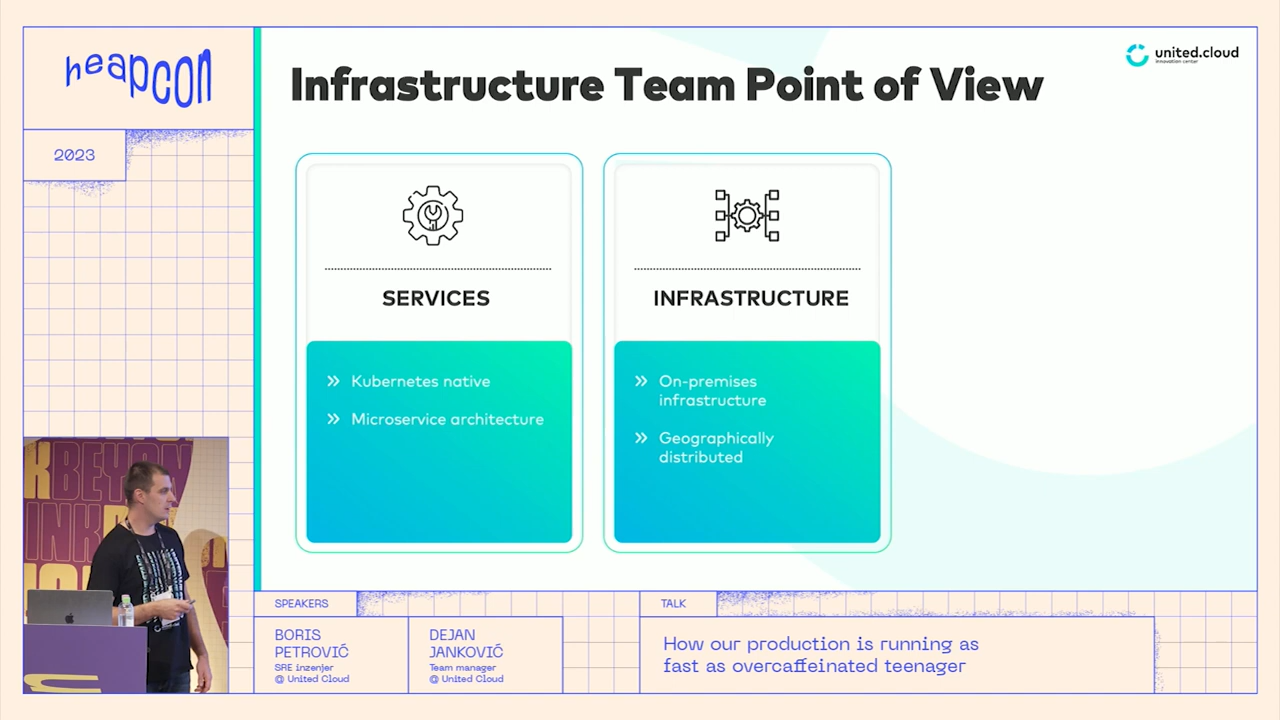 heapcon
2023
united.cloud
innovation center
Infrastructure Team Point of View
SERVICES
Kubernetes native
Microservice architecture
INFRASTRUCTURE
On-premises
infrastructure
Geographically
distributed
SPEAKERS
BORIS
PETROVIĆ
SRE inzenjer
@ United Cloud
DEJAN
JANKOVIĆ
Team manager
@ United Cloud
TALK
How our production is running as
fast as overcaffeinated teenager